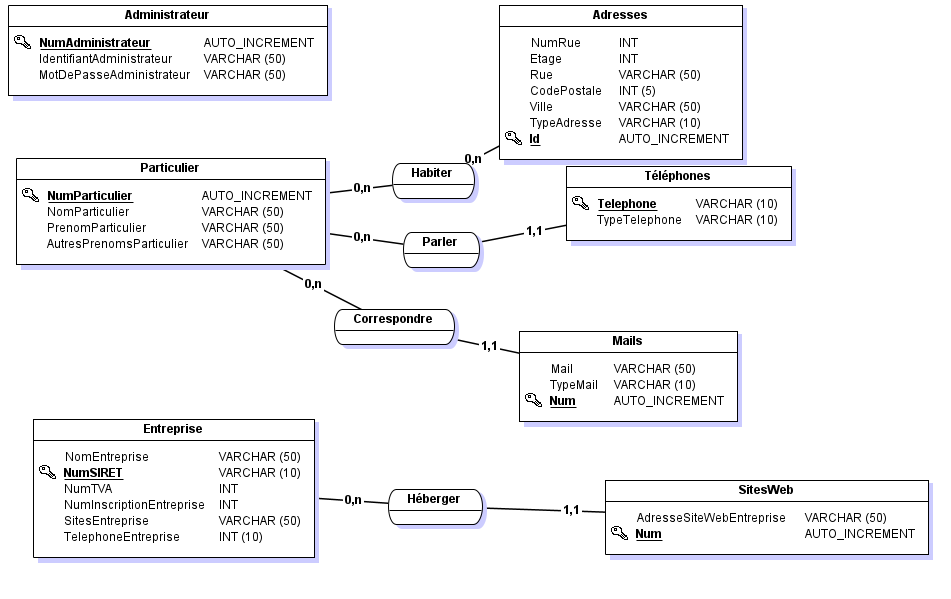 Administrateur
NumAdministrateur AUTO_INCREMENT
IdentifiantAdministrateur VARCHAR (50)
MotDePasseAdministrateur VARCHAR (50)
Adresses
NumRue INT
Etage INT
Rue VARCHAR (50)
CodePostale INT (5)
Ville VARCHAR (50)
TypeAdresse VARCHAR (10)
Id AUTO_INCREMENT
Particulier
NumParticulier AUTO_INCREMENT
NomParticulier VARCHAR (50)
PrenomParticulier VARCHAR (50)
AutresPrenomsParticulier VARCHAR (50)
0,n
Habiter
0,n
Téléphones
Telephone VARCHAR (10)
TypeTelephone VARCHAR (10)
0,n
Parler
1,1
0,n
Correspondre
1,1
Mails
Mail VARCHAR (50)
TypeMail VARCHAR (10)
Num AUTO_INCREMENT
Entreprise
NomEntreprise VARCHAR (50)
NumSIRET VARCHAR (10)
NumTVA INT
NumInscriptionEntreprise INT
SitesEntreprise VARCHAR (50)
TelephoneEntreprise INT (10)
0,n
Héberger
1,1
SitesWeb
AdresseSiteWebEntreprise VARCHAR (50)
Num AUTO_INCREMENT